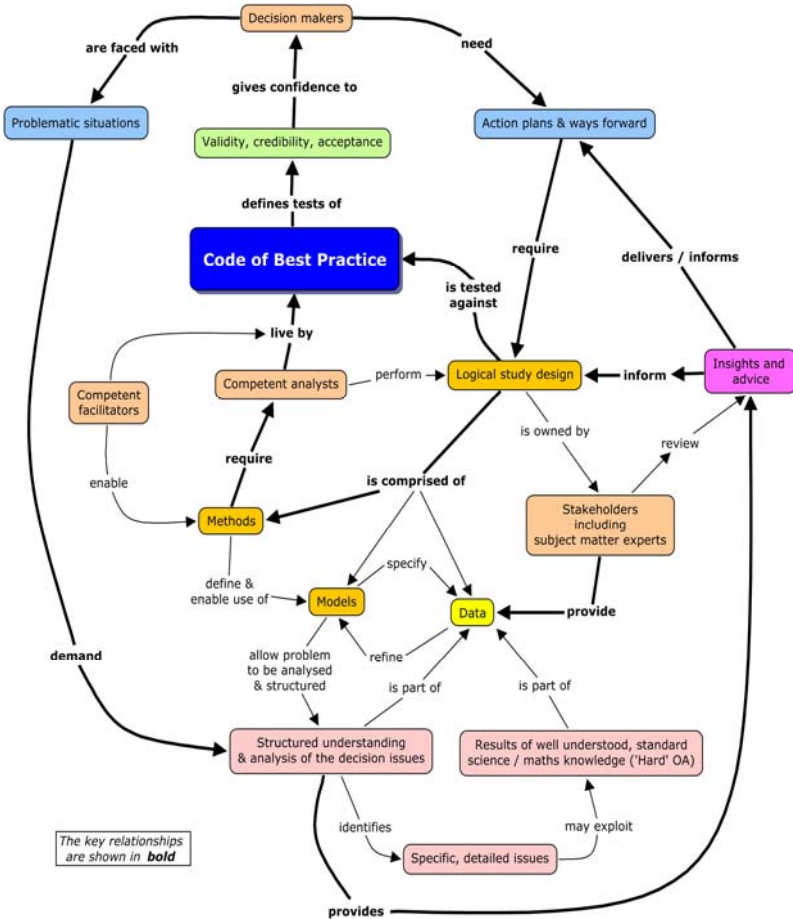 Decision makers
are faced with
need
gives confidence to
Problematic situations
Action plans & ways forward
Validity, credibility, acceptance
defines tests of
Code of Best Practice
require
delivers / informs
is tested
against
live by
Competent
facilitators
Competent analysts
perform
Logical study design
inform
Insights and
advice
is owned by
review
require
is comprised of
enable
Methods
Stakeholders
including
subject matter experts
specify
define &
enable use of
Models
Data
provide
demand
allow problem
to be analysed
& structured
refine
is part of
is part of
Structured understanding
& analysis of the decision issues
Results of well understood, standard
science / maths knowledge ('Hard' OA)
identifies
may exploit
The key relationships
are shown in bold
Specific, detailed issues
provides